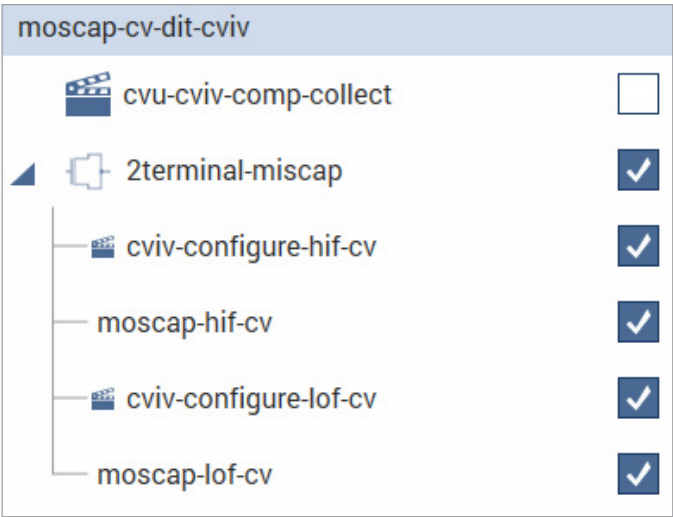 moscap-cv-dit-cviv
cvu-cviv-comp-collect
2terminal-miscap
cviv-configure-hif-cv
moscap-hif-cv
cviv-configure-lof-cv
moscap-lof-cv